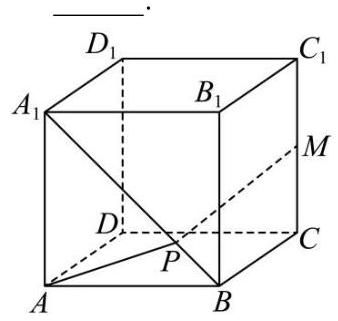 ______.
D₁ C₁
A₁ B₁
M
D C
P
A B